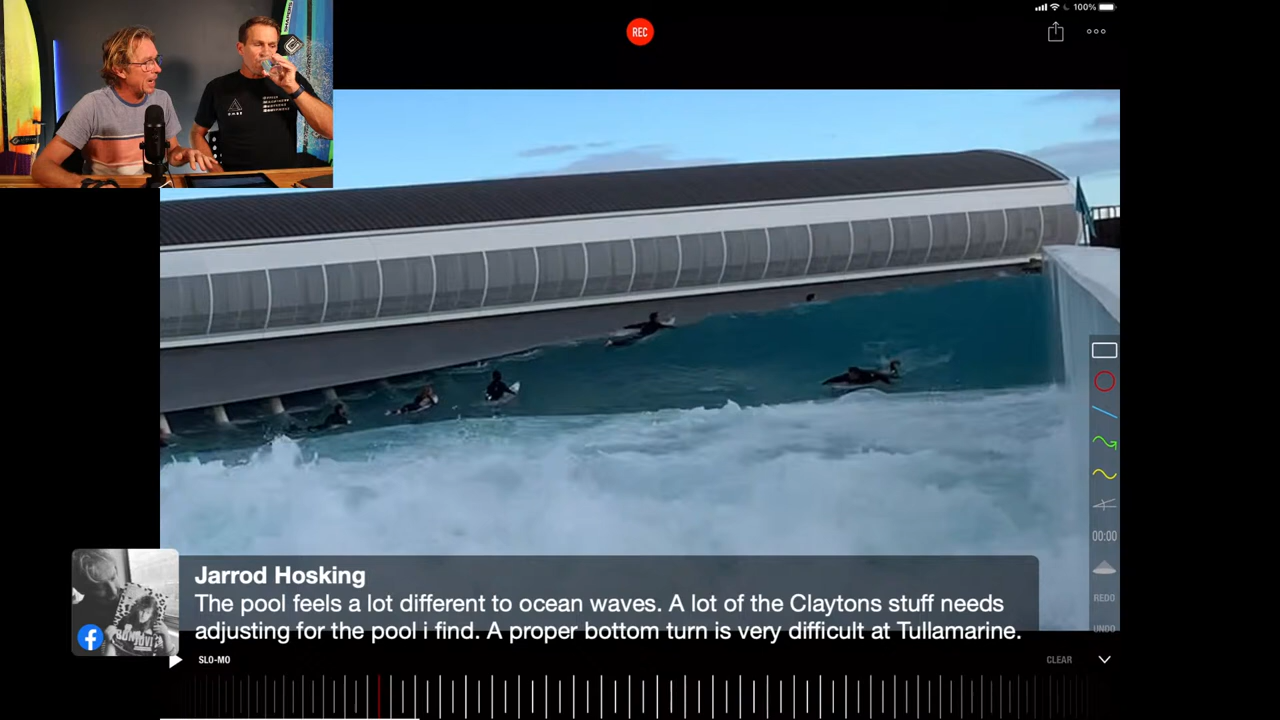 100%
REC
00:00
REDO
UNDO
Jarrod Hosking
The pool feels a lot different to ocean waves. A lot of the Claytons stuff needs
adjusting for the pool i find. A proper bottom turn is very difficult at Tullamarine.
SLO-MO
CLEAR